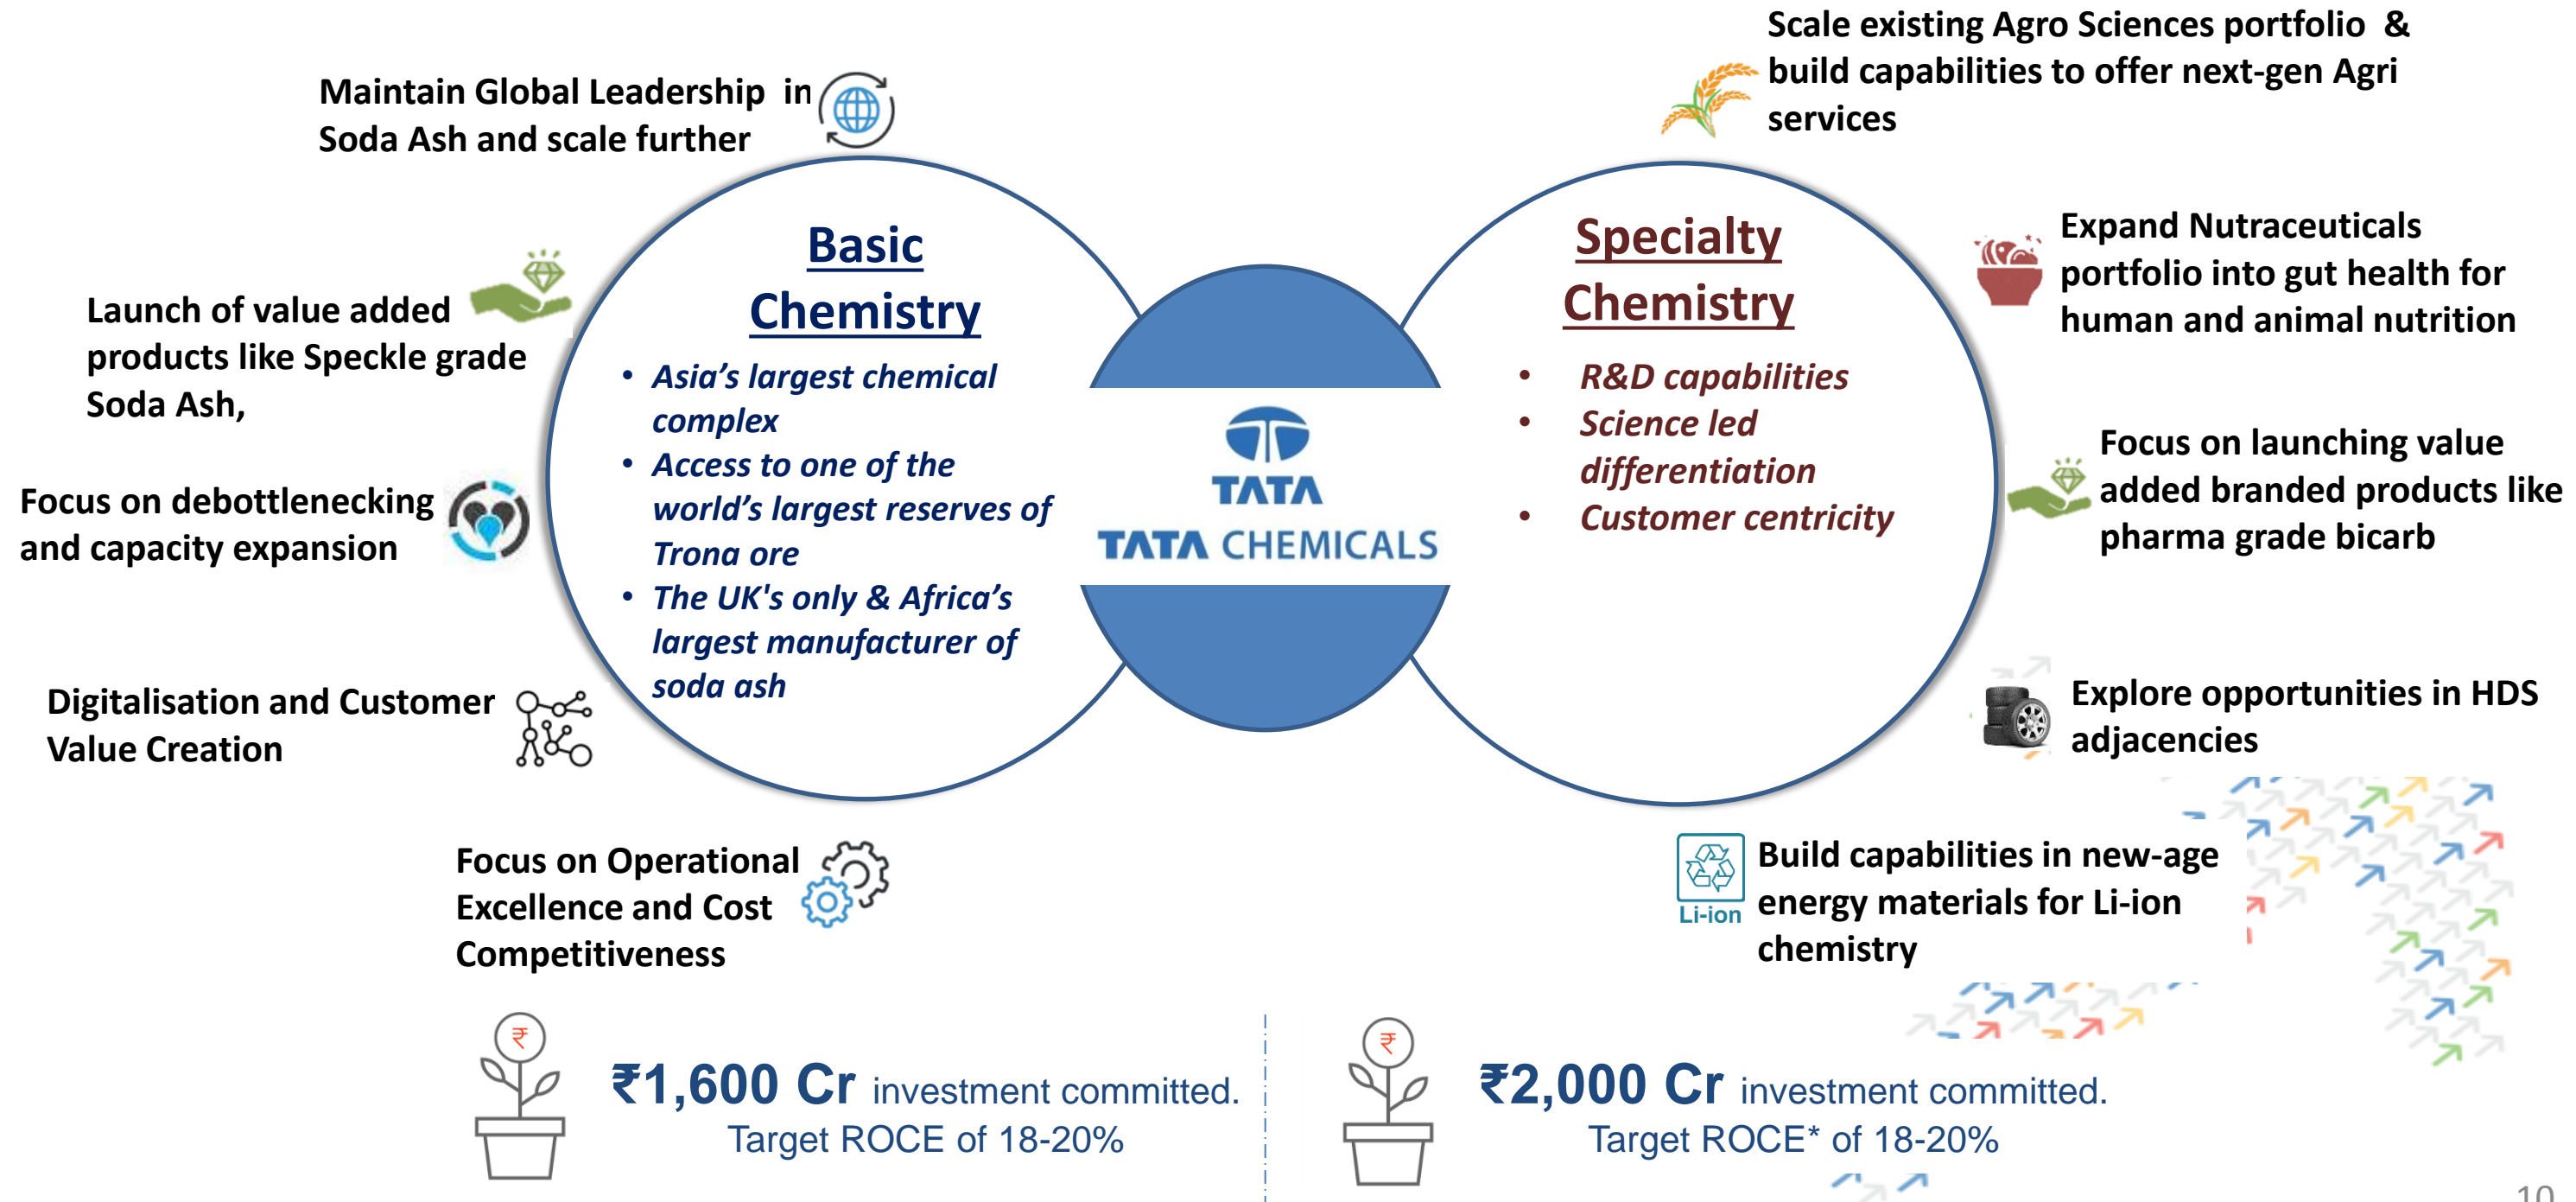 Maintain Global Leadership in
Soda Ash and scale further
Launch of value added
products like Speckle grade
Soda Ash,
Focus on debottlenecking
and capacity expansion
Digitalisation and Customer
Value Creation
Focus on Operational
Excellence and Cost
Competitiveness
Basic
Chemistry
• Asia’s largest chemical
complex
• Access to one of the
world’s largest reserves of
Trona ore
• The UK's only & Africa’s
largest manufacturer of
soda ash
TATA
TATA CHEMICALS
Specialty
Chemistry
• R&D capabilities
• Science led
differentiation
• Customer centricity
Scale existing Agro Sciences portfolio &
build capabilities to offer next-gen Agri
services
Expand Nutraceuticals
portfolio into gut health for
human and animal nutrition
Focus on launching value
added branded products like
pharma grade bicarb
Explore opportunities in HDS
adjacencies
Li-ion
Build capabilities in new-age
energy materials for Li-ion
chemistry
₹
₹1,600 Cr investment committed.
Target ROCE of 18-20%
₹
₹2,000 Cr investment committed.
Target ROCE* of 18-20%
10